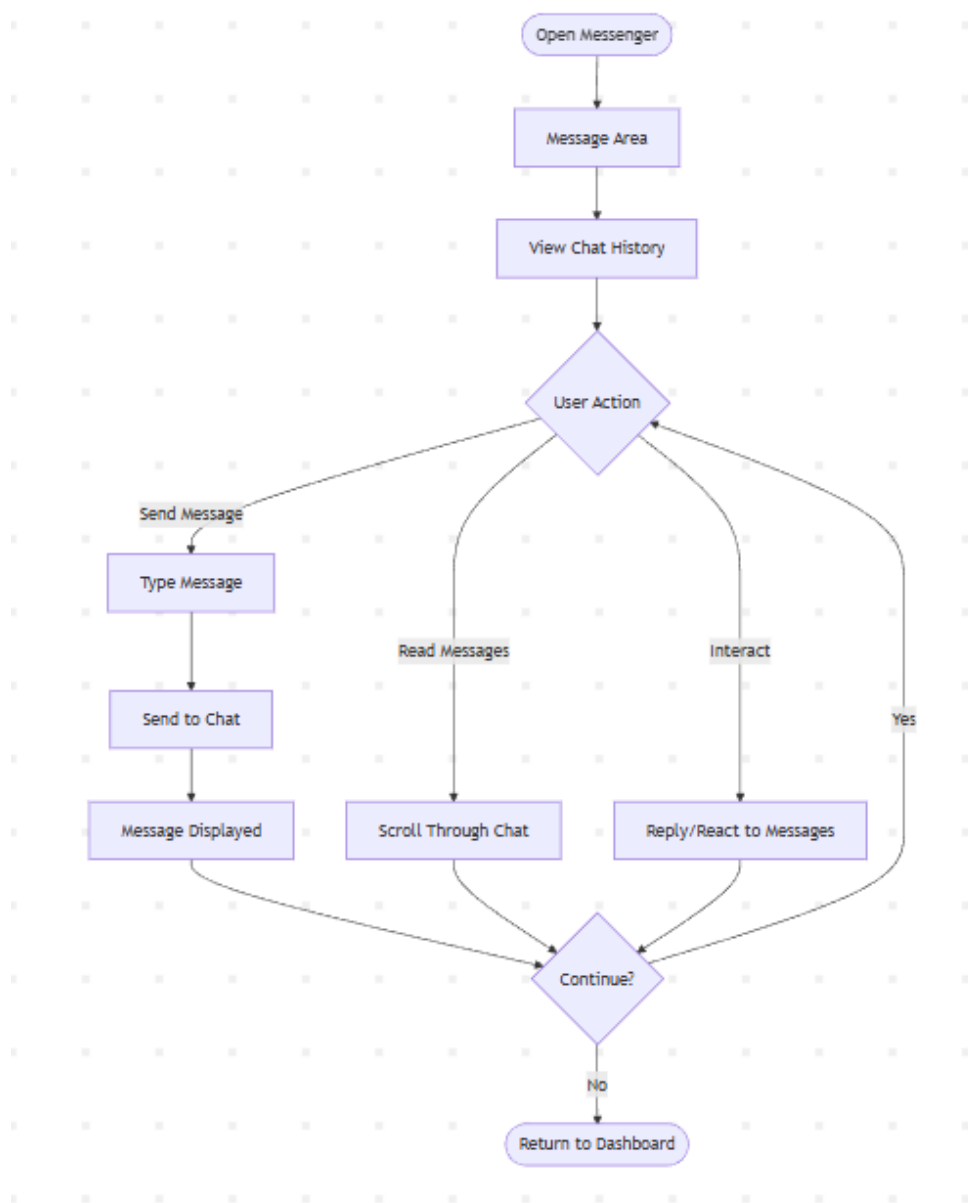 Open Messenger
Message Area
View Chat History
User Action
Send Message
Type Message
Read Messages
Interact
Send to Chat
Yes
Message Displayed
Scroll Through Chat
Reply/React to Messages
Continue?
No
Return to Dashboard